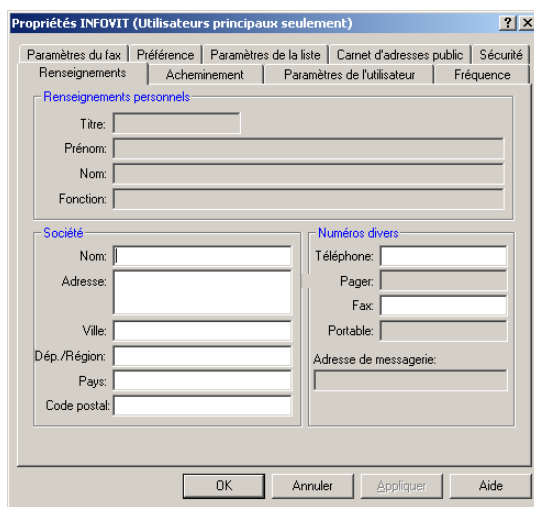 Propriétés INFOVIT (Utilisateurs principaux seulement)
Paramètres du fax Préférence Paramètres de la liste Carnet d'adresses public Sécurité
Renseignements Acheminement Paramètres de l'utilisateur Fréquence
Renseignements personnels
Titre:
Prénom:
Nom:
Fonction:
Société
Nom:
Adresse:
Ville:
Dép./Région:
Pays:
Code postal:
Numéros divers
Téléphone:
Pager:
Fax:
Portable:
Adresse de messagerie:
OK Annuler Appliquer Aide